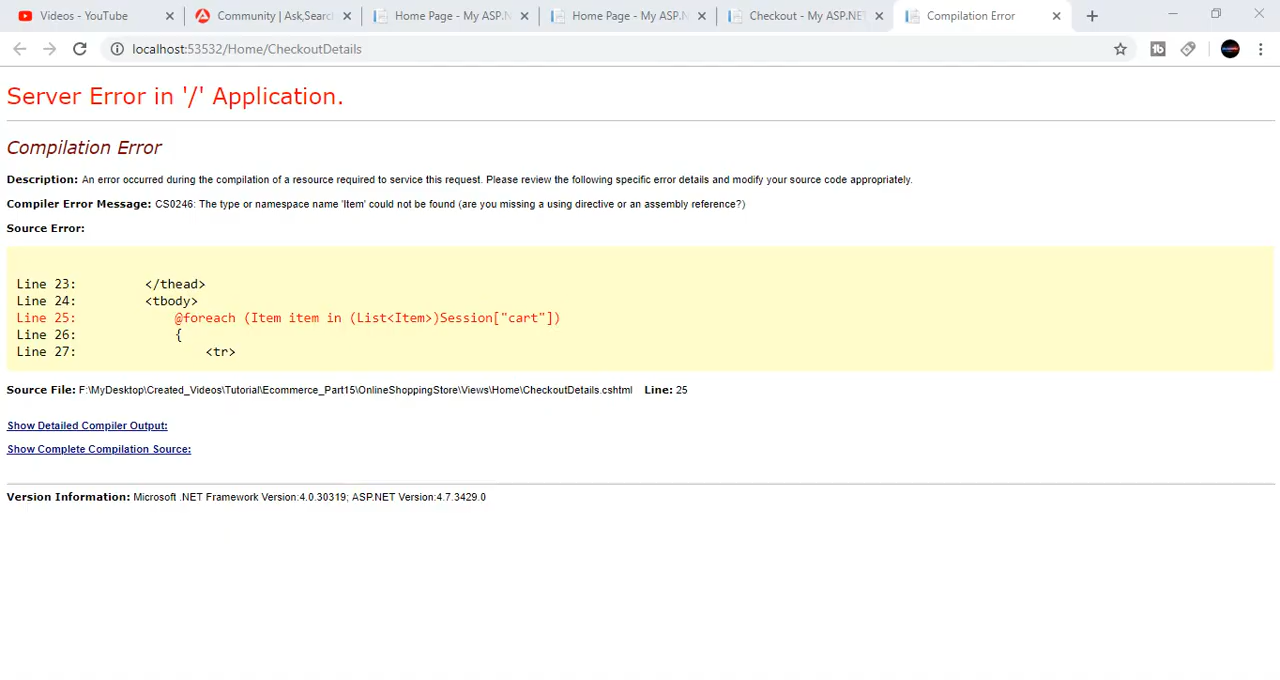 Videos - YouTube
Community | Ask,Searc
Home Page - My ASP.N
Home Page - My ASP.N
Checkout - My ASP.NET
Compilation Error
localhost:53532/Home/CheckoutDetails
Server Error in '/' Application.
Compilation Error
Description: An error occurred during the compilation of a resource required to service this request. Please review the following specific error details and modify your source code appropriately.
Compiler Error Message: CS0246: The type or namespace name 'Item' could not be found (are you missing a using directive or an assembly reference?)
Source Error:
Line 23: </thead>
Line 24: <tbody>
Line 25: @foreach (Item item in (List<Item>)Session["cart"])
Line 26: {
Line 27: <tr>
Source File: F:\MyDesktop\Created_Videos\Tutorial\Ecommerce_Part15\OnlineShoppingStore\Views\Home\CheckoutDetails.cshtml Line: 25
Show Detailed Compiler Output:
Show Complete Compilation Source:
Version Information: Microsoft .NET Framework Version:4.0.30319; ASP.NET Version:4.7.3429.0